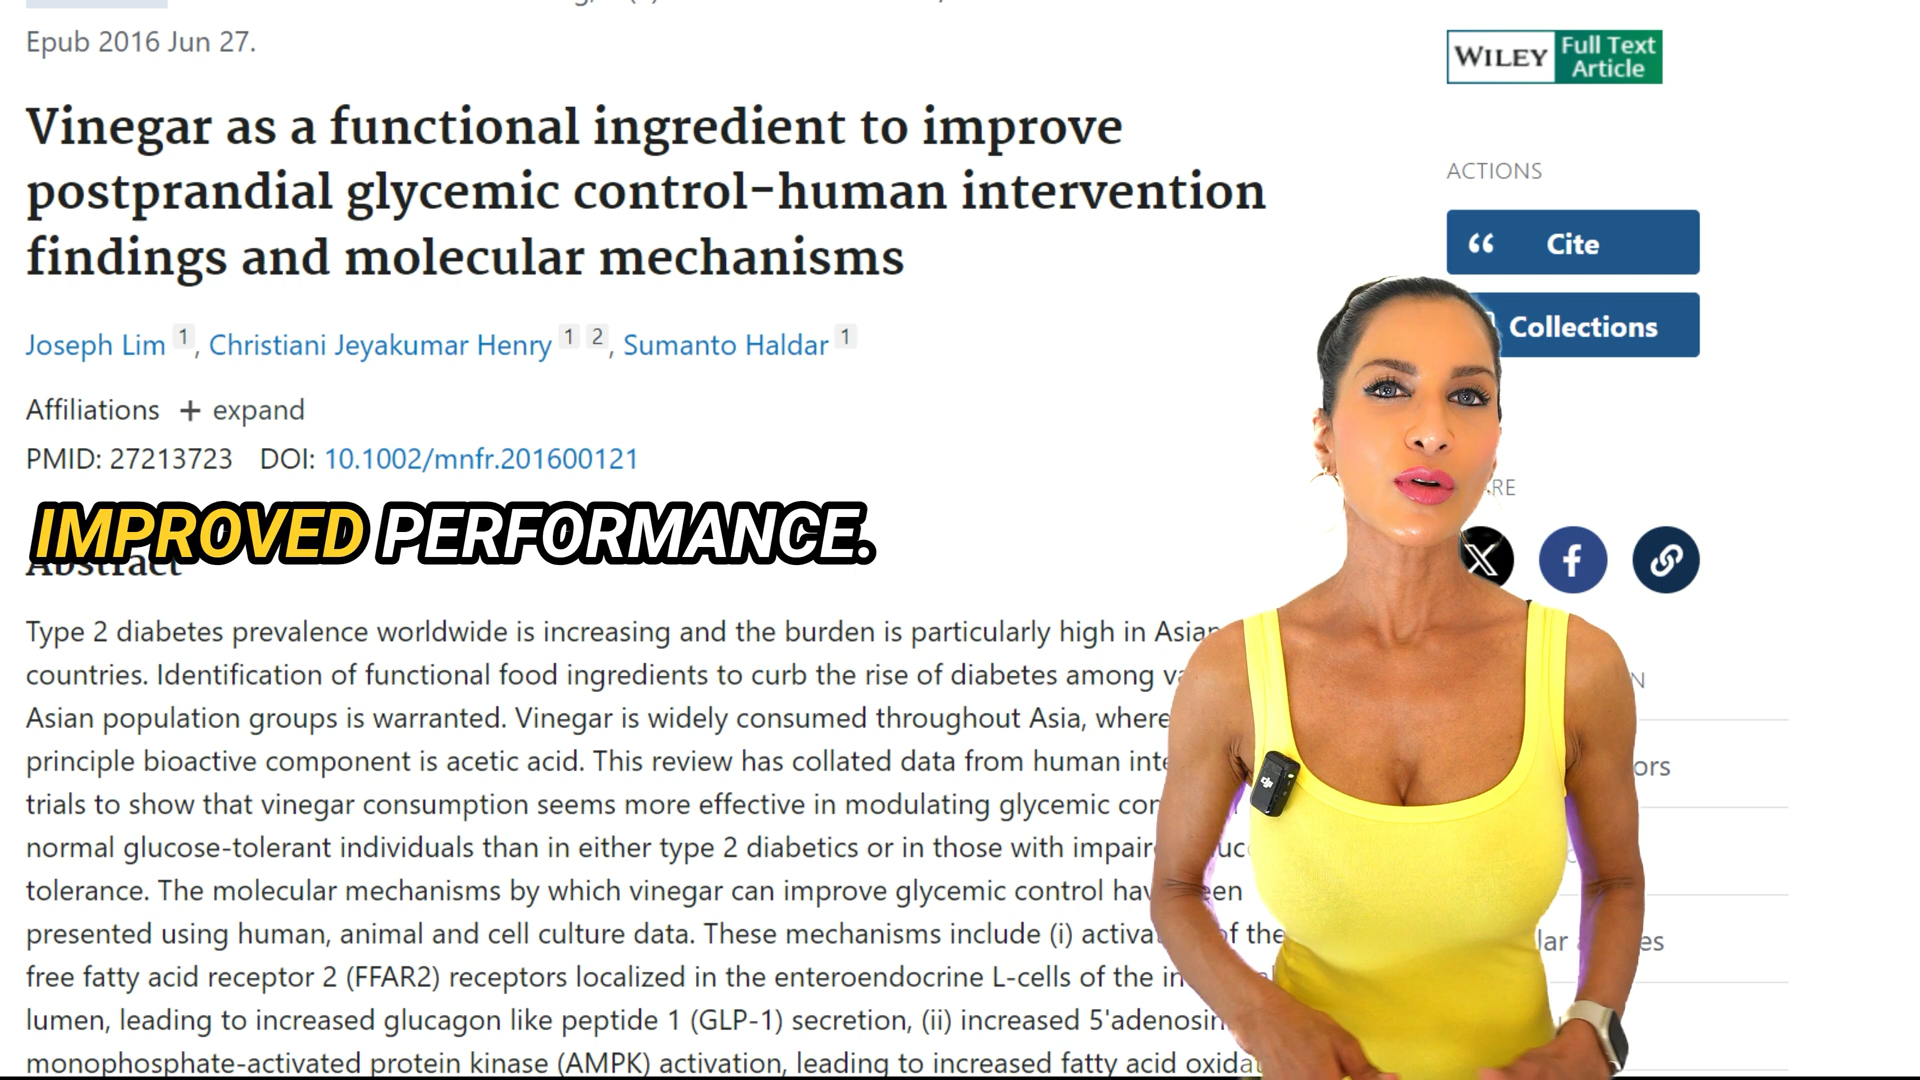 Epub 2016 Jun 27.
WILEY Full Text Article
Vinegar as a functional ingredient to improve
postprandial glycemic control-human intervention
findings and molecular mechanisms
Joseph Lim 1, Christiani Jeyakumar Henry 1 2, Sumanto Haldar 1
Affiliations + expand
PMID: 27213723 DOI: 10.1002/mnfr.201600121
IMPROVED PERFORMANCE.
Abstract
Type 2 diabetes prevalence worldwide is increasing and the burden is particularly high in Asian
countries. Identification of functional food ingredients to curb the rise of diabetes among
Asian population groups is warranted. Vinegar is widely consumed throughout Asia, where
principle bioactive component is acetic acid. This review has collated data from human
trials to show that vinegar consumption seems more effective in modulating glycemic
normal glucose-tolerant individuals than in either type 2 diabetics or in those with
tolerance. The molecular mechanisms by which vinegar can improve glycemic control
presented using human, animal and cell culture data. These mechanisms include (i) of the
free fatty acid receptor 2 (FFAR2) receptors localized in the enteroendocrine L-cells of the
lumen, leading to increased glucagon like peptide 1 (GLP-1) secretion, (ii) increased
monophosphate-activated protein kinase (AMPK) activation, leading to increased fatty acid
ACTIONS
Cite
Collections